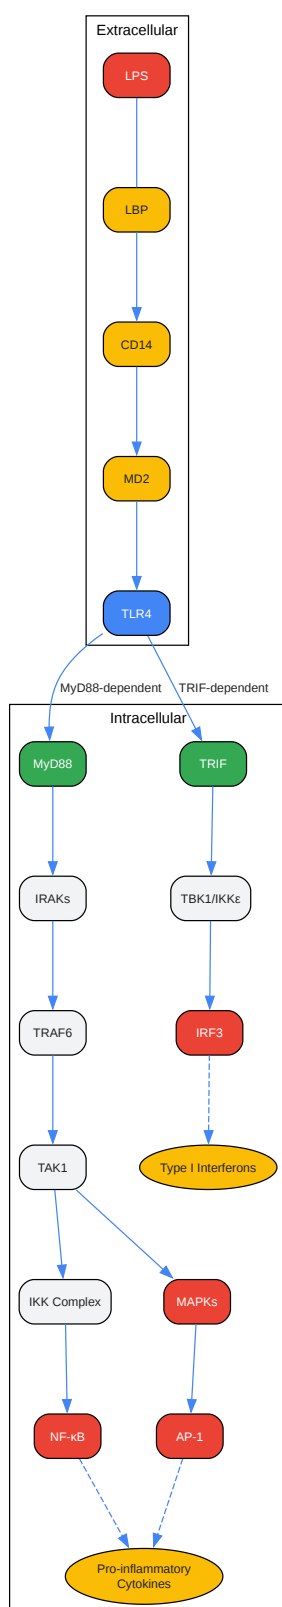 Extracellular
LPS
LBP
CD14
MD2
TLR4
MyD88-dependent
TRIF-dependent
Intracellular
MyD88
TRIF
IRAKs
TBK1/IKKε
TRAF6
IRF3
TAK1
Type I Interferons
IKK Complex
MAPKs
NF-κB
AP-1
Pro-inflammatory
Cytokines